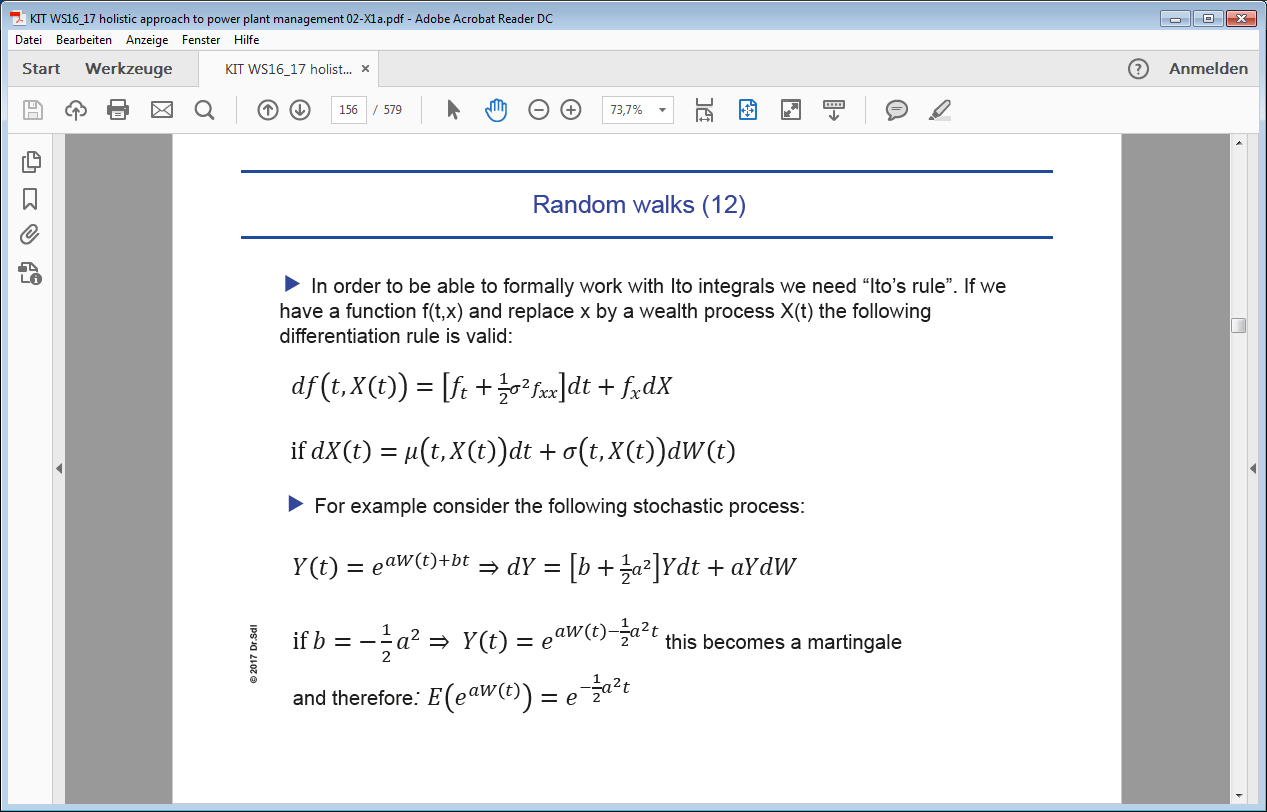 KIT WS16_17 holistic approach to power plant management 02-X1a.pdf - Adobe Acrobat Reader DC
Datei Bearbeiten Anzeige Fenster Hilfe
Start Werkzeuge KIT WS16_17 holist... × Anmelden
156 / 579 73,7%
Random walks (12)
▶ In order to be able to formally work with Ito integrals we need “Ito’s rule”. If we
have a function f(t,x) and replace x by a wealth process X(t) the following
differentiation rule is valid:
df(t, X(t)) = [f_t + ½σ²f_xx]dt + f_x dX
if dX(t) = μ(t, X(t))dt + σ(t, X(t))dW(t)
▶ For example consider the following stochastic process:
Y(t) = e^{aW(t)+bt} ⇒ dY = [b + ½a²]Ydt + aYdW
if b = −½a² ⇒ Y(t) = e^{aW(t)−½a²t} this becomes a martingale
and therefore: E(e^{aW(t)}) = e^{−½a²t}
© 2017 Dr.Sdl